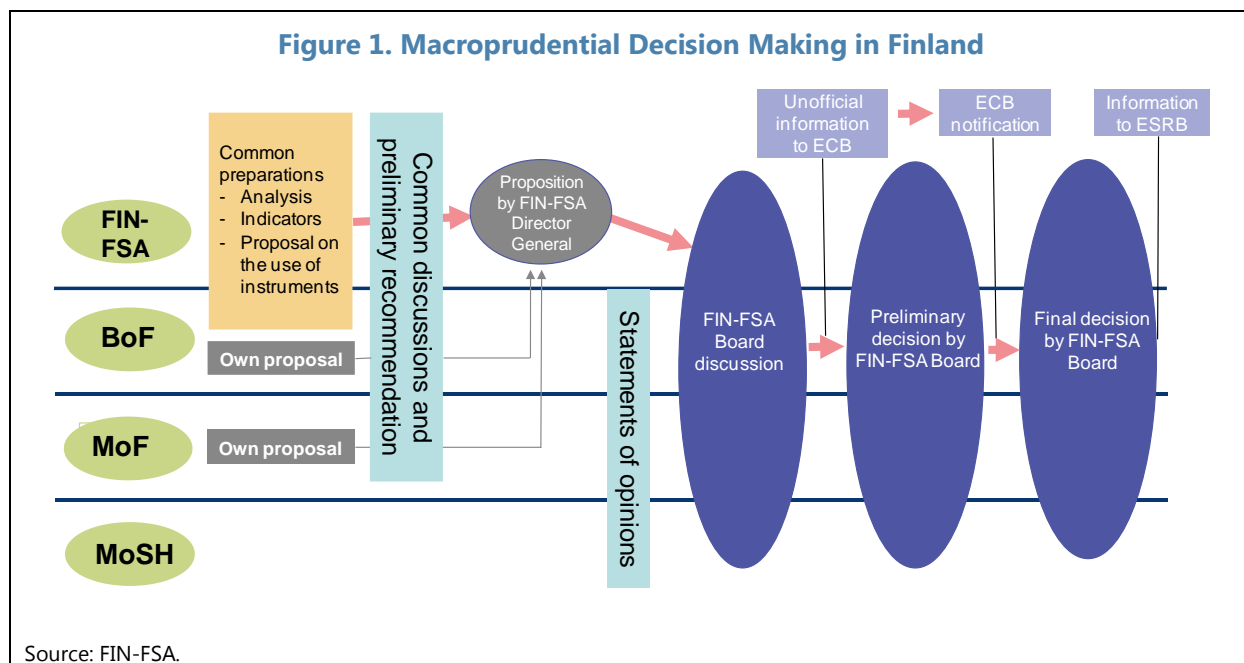 Figure 1. Macroprudential Decision Making in Finland
Unofficial
information
to ECB
ECB
notification
Information
to ESRB
Common
preparations
- Analysis
- Indicators
- Proposal on
the use of
instruments
Common discussions and
preliminary recommendation
Proposition
by FIN-FSA
Director
General
FIN-
FSA
BoF
Own proposal
MoF
Own proposal
MoSH
Statements of opinions
FIN-FSA
Board
discussion
Preliminary
decision by
FIN-FSA Board
Final decision
by FIN-FSA
Board
Source: FIN-FSA.